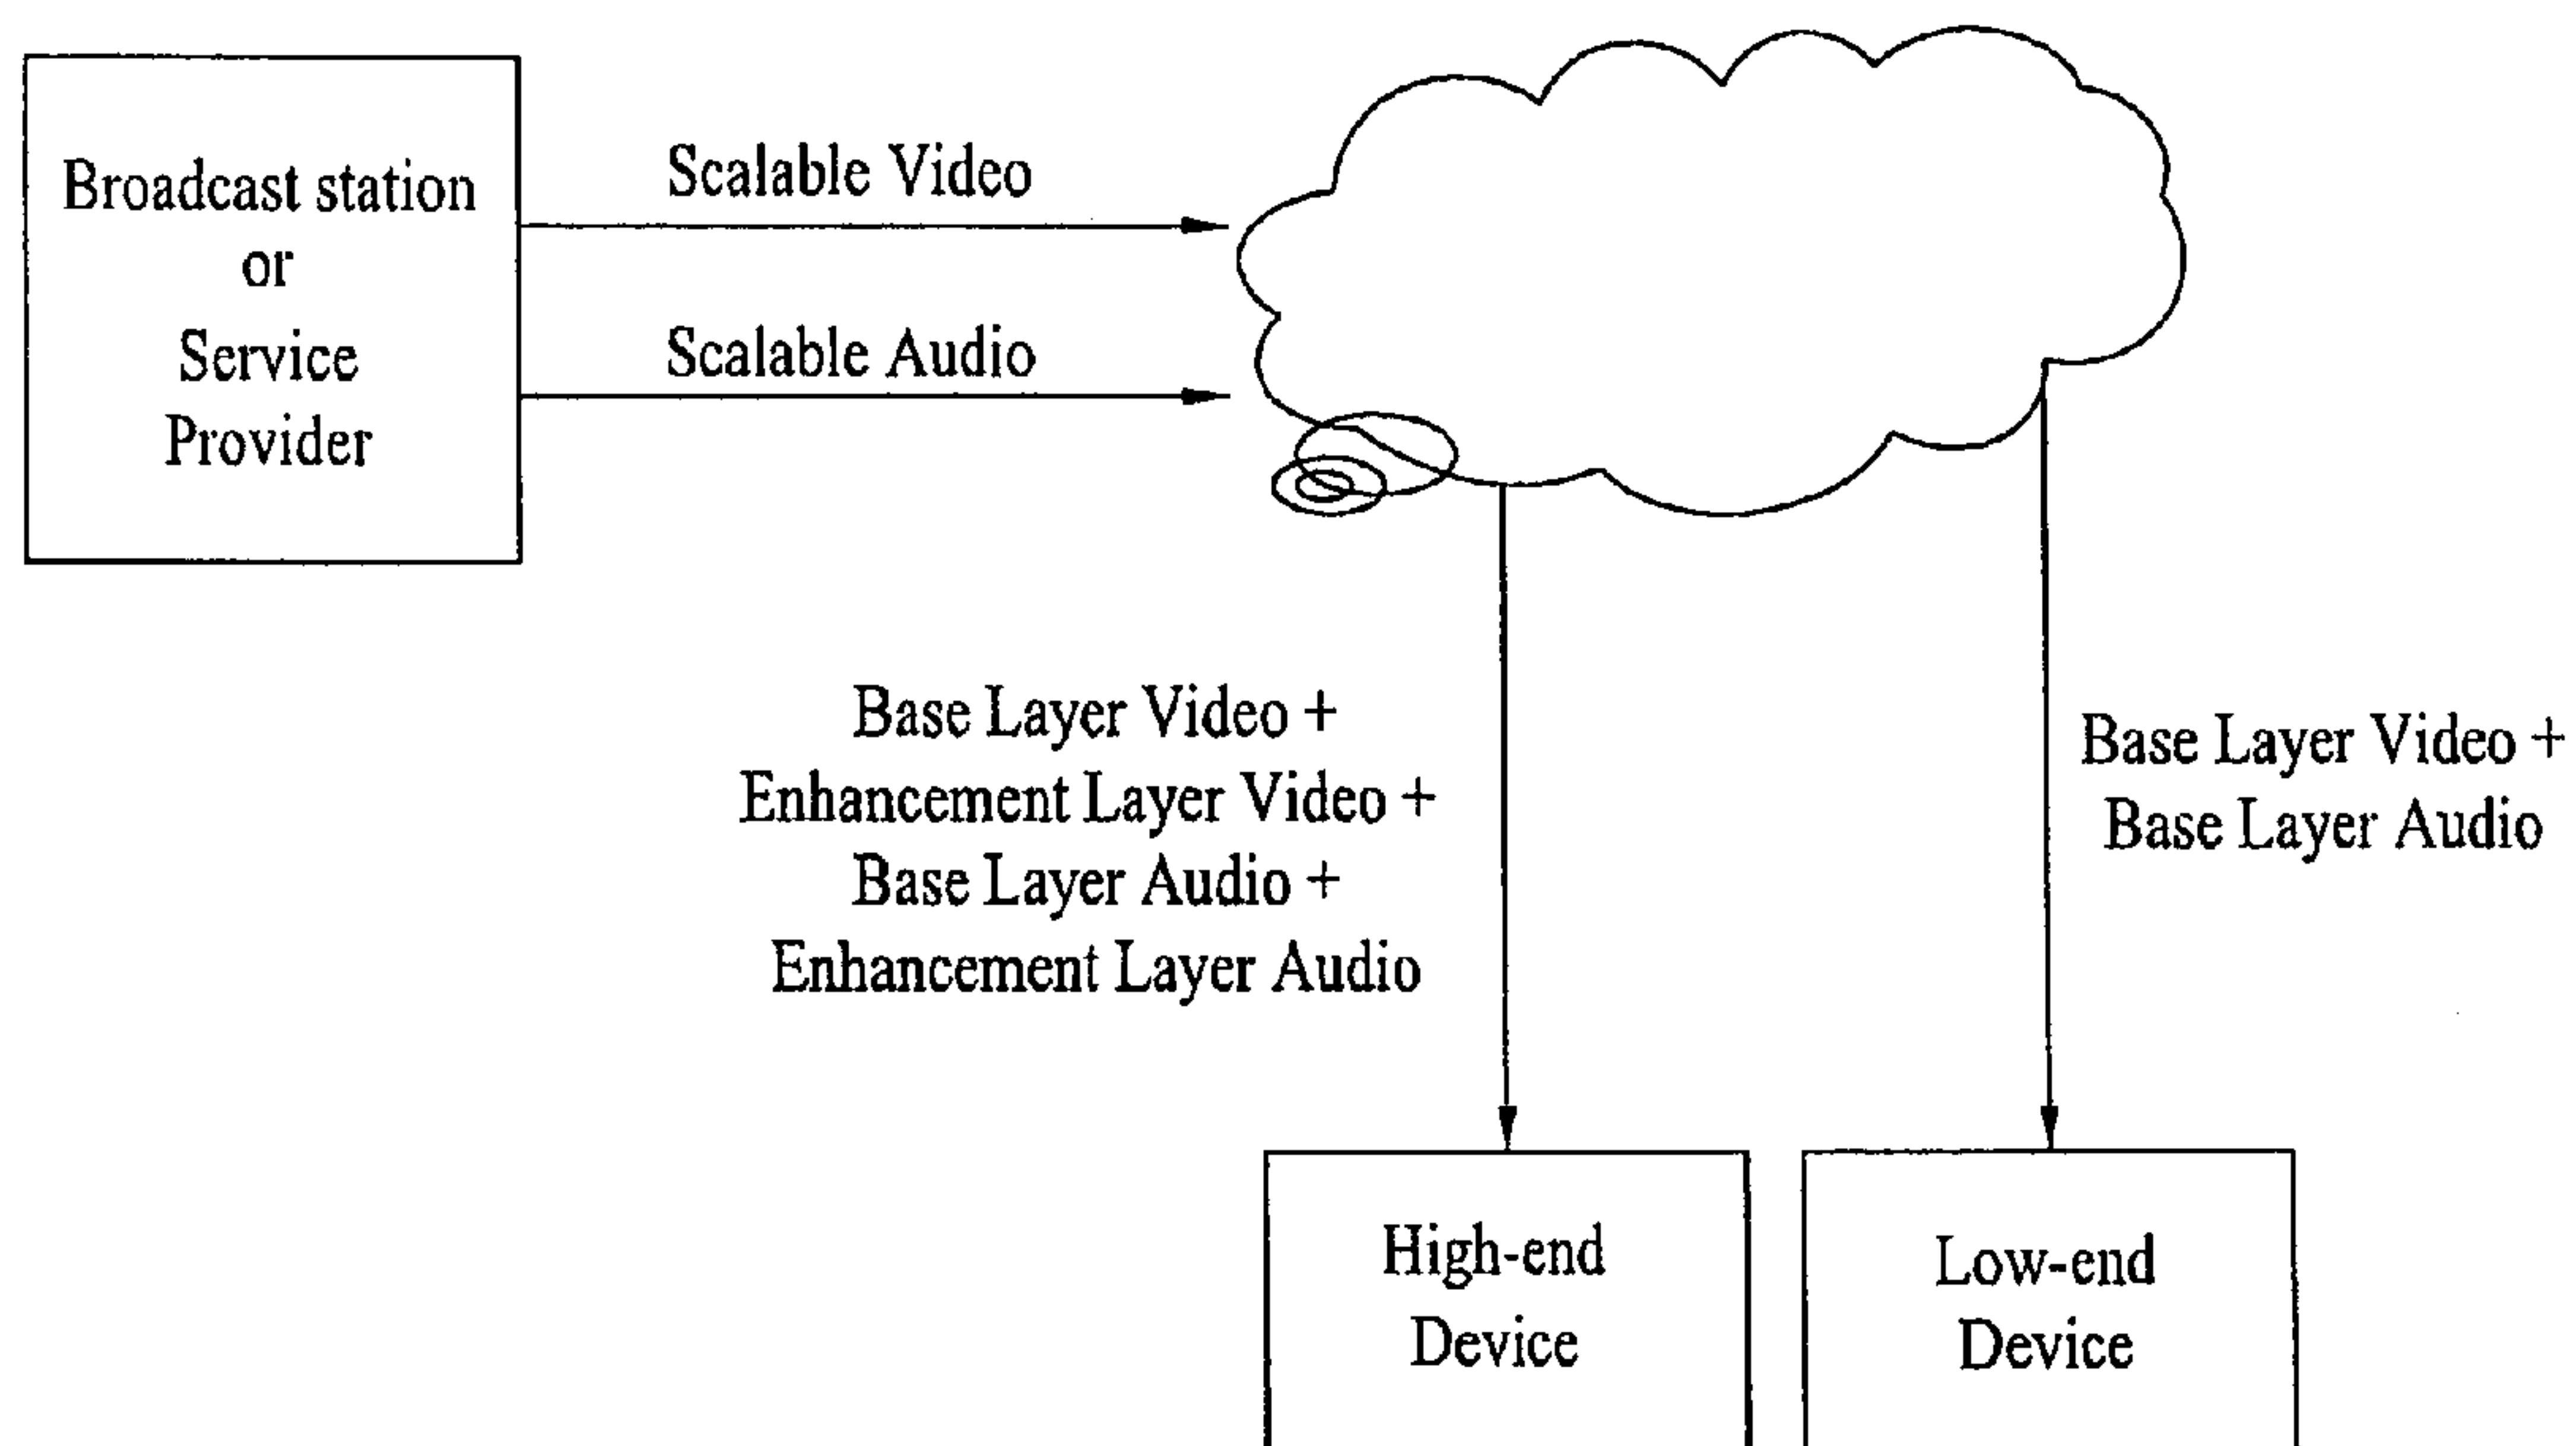 Broadcast station
or
Service
Provider
Scalable Video
Scalable Audio
Base Layer Video +
Enhancement Layer Video +
Base Layer Audio +
Enhancement Layer Audio
Base Layer Video +
Base Layer Audio
High-end
Device
Low-end
Device